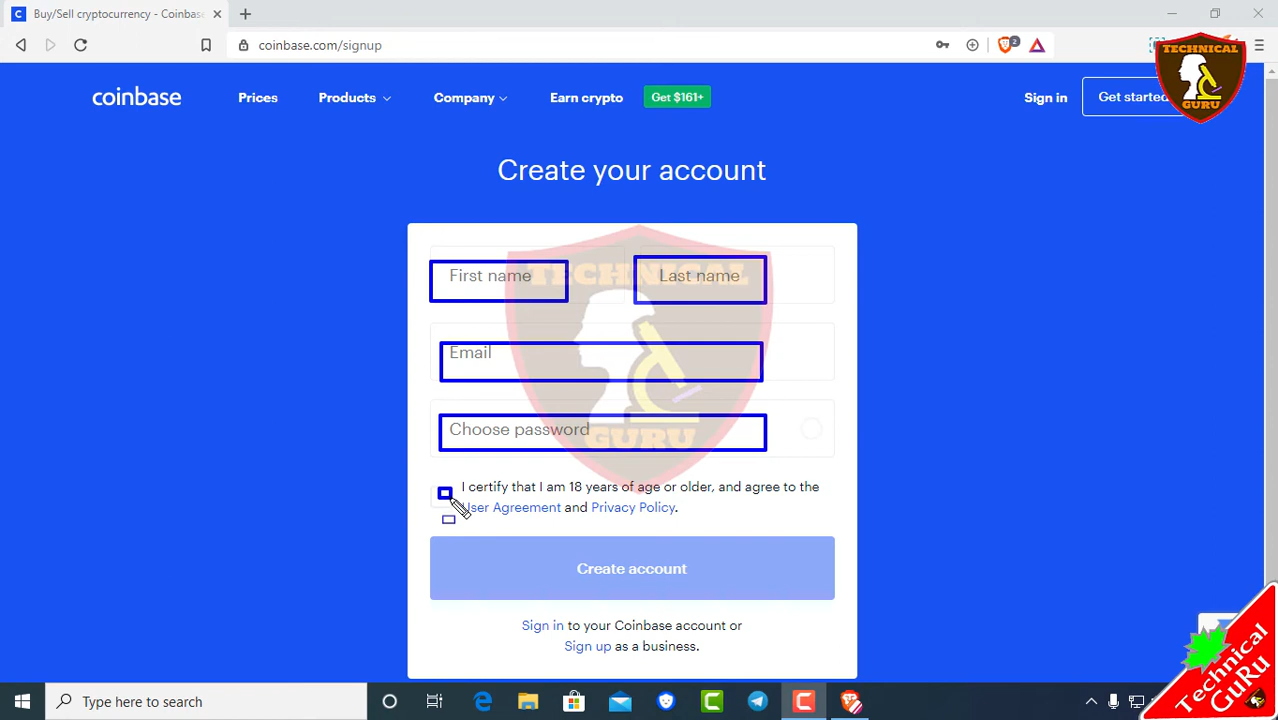 Buy/Sell cryptocurrency - Coinbase
coinbase.com/signup
2
coinbase
Prices
Products
Company
Earn crypto
Get $161+
Sign in
Get started
TECHNICAL
GURU
Create your account
TECHNICAL
First name
Last name
Email
Choose password
GURU
I certify that I am 18 years of age or older, and agree to the
User Agreement and Privacy Policy.
Create account
Sign in to your Coinbase account or
Sign up as a business.
Technical
GuRu
Type here to search